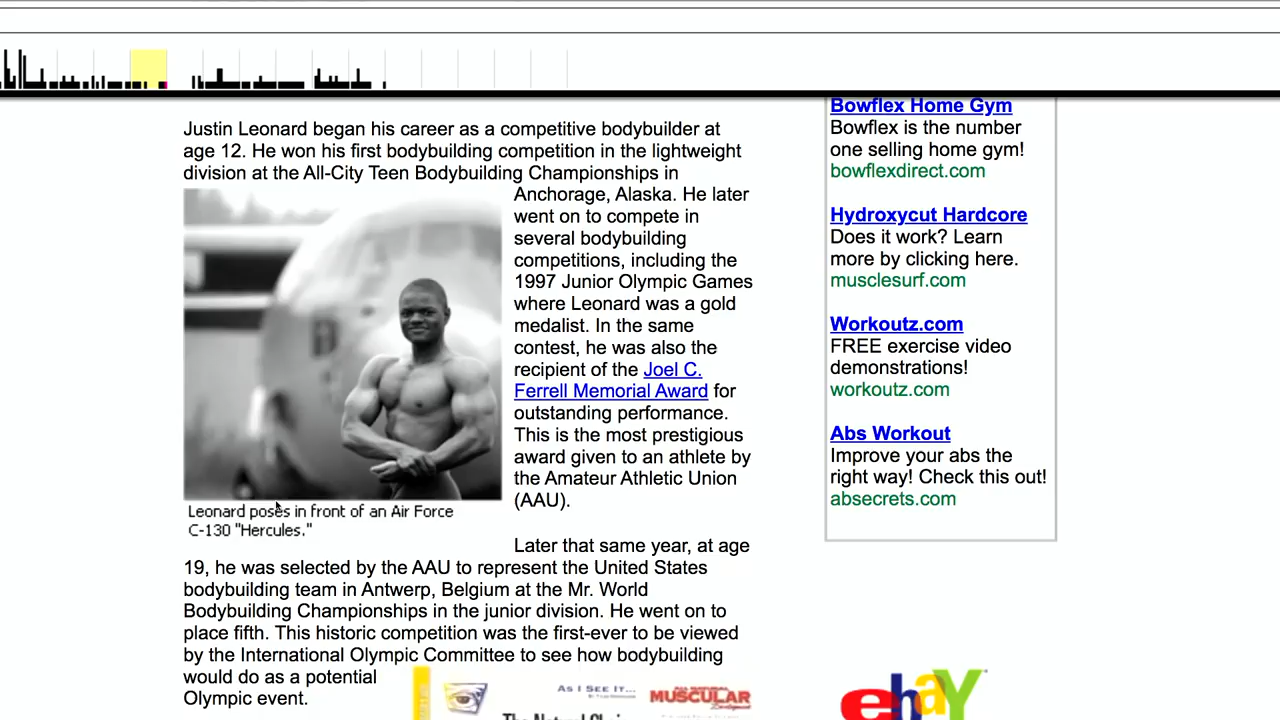 Justin Leonard began his career as a competitive bodybuilder at
age 12. He won his first bodybuilding competition in the lightweight
division at the All-City Teen Bodybuilding Championships in
Anchorage, Alaska. He later
went on to compete in
several bodybuilding
competitions, including the
1997 Junior Olympic Games
where Leonard was a gold
medalist. In the same
contest, he was also the
recipient of the Joel C.
Ferrell Memorial Award for
outstanding performance.
This is the most prestigious
award given to an athlete by
the Amateur Athletic Union
(AAU).
Leonard poses in front of an Air Force
C-130 "Hercules."
Later that same year, at age
19, he was selected by the AAU to represent the United States
bodybuilding team in Antwerp, Belgium at the Mr. World
Bodybuilding Championships in the junior division. He went on to
place fifth. This historic competition was the first-ever to be viewed
by the International Olympic Committee to see how bodybuilding
would do as a potential
Olympic event.
AS I SEE IT...
ALL NATURAL
MUSCULAR
Development
The Natural
Bowflex Home Gym
Bowflex is the number
one selling home gym!
bowflexdirect.com
Hydroxycut Hardcore
Does it work? Learn
more by clicking here.
musclesurf.com
Workoutz.com
FREE exercise video
demonstrations!
workoutz.com
Abs Workout
Improve your abs the
right way! Check this out!
absecrets.com
ebaY